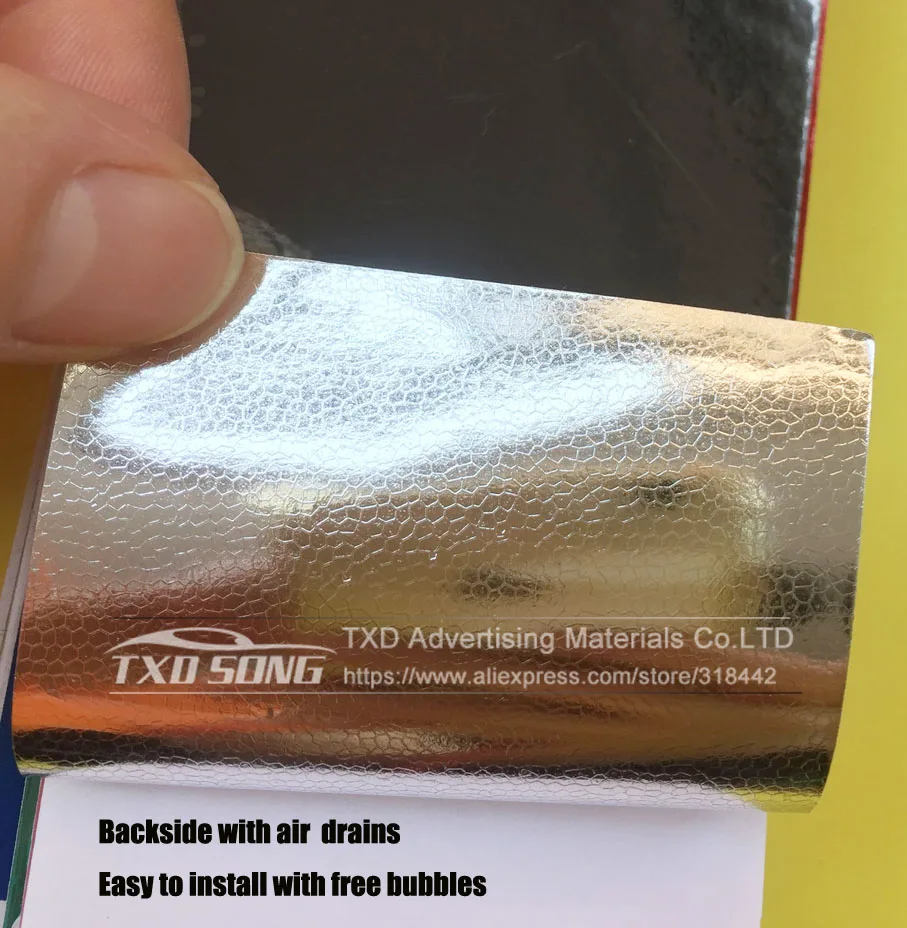 TXD SONG
TXD Advertising Materials Co.LTD
https://www.aliexpress.com/store/318442
Backside with air drains
Easy to install with free bubbles